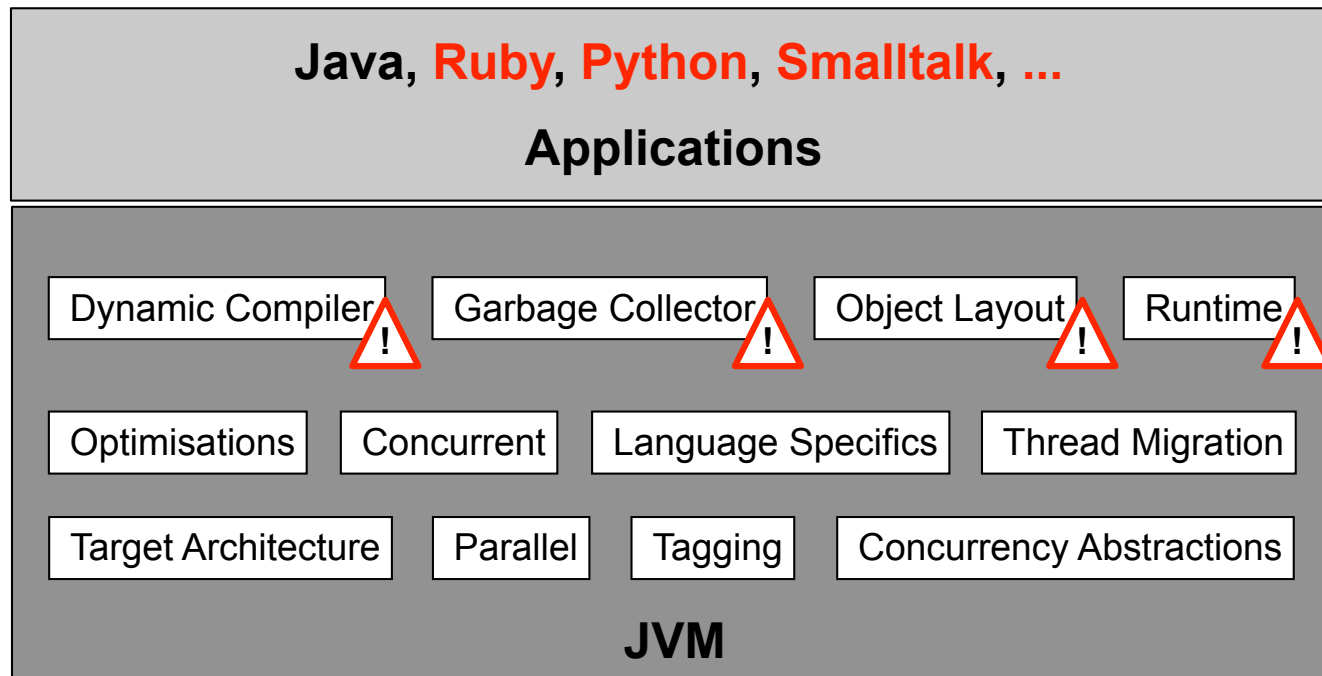 Java, Ruby, Python, Smalltalk, ...
Applications
Dynamic Compiler ! Garbage Collector ! Object Layout ! Runtime !
Optimisations Concurrent Language Specifics Thread Migration
Target Architecture Parallel Tagging Concurrency Abstractions
JVM